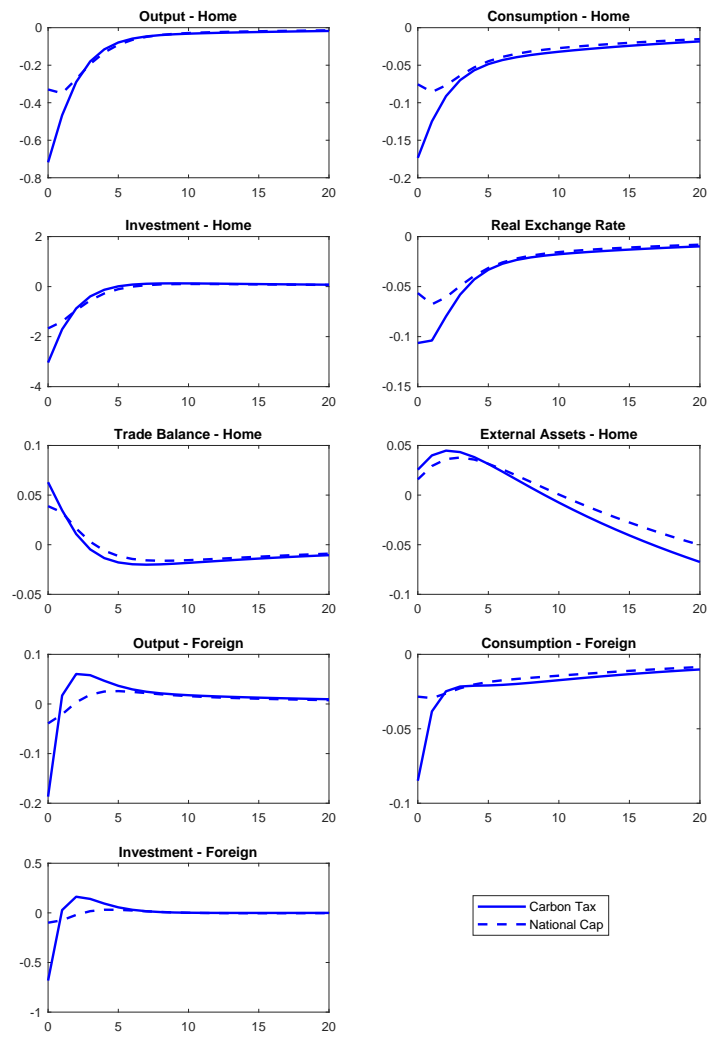 Output - Home
0
-0.2
-0.4
-0.6
-0.8
0 5 10 15 20
Consumption - Home
0
-0.05
-0.1
-0.15
-0.2
0 5 10 15 20
Investment - Home
2
0
-2
-4
0 5 10 15 20
Real Exchange Rate
0
-0.05
-0.1
-0.15
0 5 10 15 20
Trade Balance - Home
0.1
0.05
0
-0.05
0 5 10 15 20
External Assets - Home
0.05
0
-0.05
-0.1
0 5 10 15 20
Output - Foreign
0.1
0
-0.1
-0.2
0 5 10 15 20
Consumption - Foreign
0
-0.05
-0.1
0 5 10 15 20
Investment - Foreign
0.5
0
-0.5
-1
0 5 10 15 20
Carbon Tax
National Cap